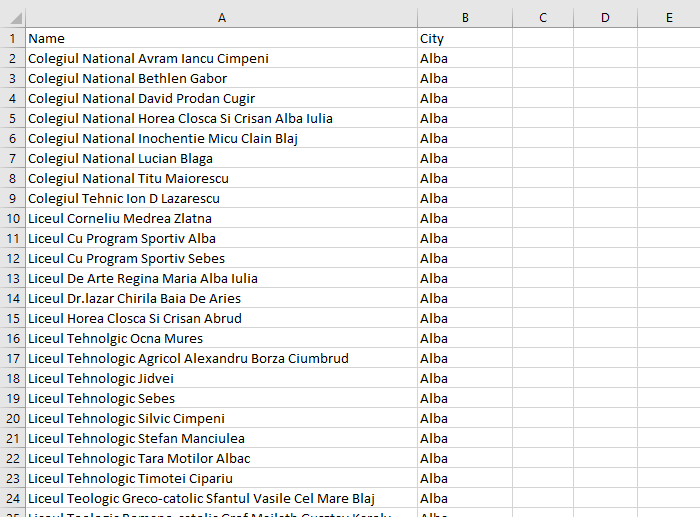 A B C D E
1 Name City
2 Colegiul National Avram Iancu Cimpeni Alba
3 Colegiul National Bethlen Gabor Alba
4 Colegiul National David Prodan Cugir Alba
5 Colegiul National Horea Closca Si Crisan Alba Iulia Alba
6 Colegiul National Inochentie Micu Clain Blaj Alba
7 Colegiul National Lucian Blaga Alba
8 Colegiul National Titu Maiorescu Alba
9 Colegiul Tehnic Ion D Lazarescu Alba
10 Liceul Corneliu Medrea Zlatna Alba
11 Liceul Cu Program Sportiv Alba Alba
12 Liceul Cu Program Sportiv Sebes Alba
13 Liceul De Arte Regina Maria Alba Iulia Alba
14 Liceul Dr.lazar Chirila Baia De Aries Alba
15 Liceul Horea Closca Si Crisan Abrud Alba
16 Liceul Tehnolgic Ocna Mures Alba
17 Liceul Tehnologic Agricol Alexandru Borza Ciumbrud Alba
18 Liceul Tehnologic Jidvei Alba
19 Liceul Tehnologic Sebes Alba
20 Liceul Tehnologic Silvic Cimpeni Alba
21 Liceul Tehnologic Stefan Manciulea Alba
22 Liceul Tehnologic Tara Motilor Albac Alba
23 Liceul Tehnologic Timotei Cipariu Alba
24 Liceul Teologic Greco-catolic Sfantul Vasile Cel Mare Blaj Alba